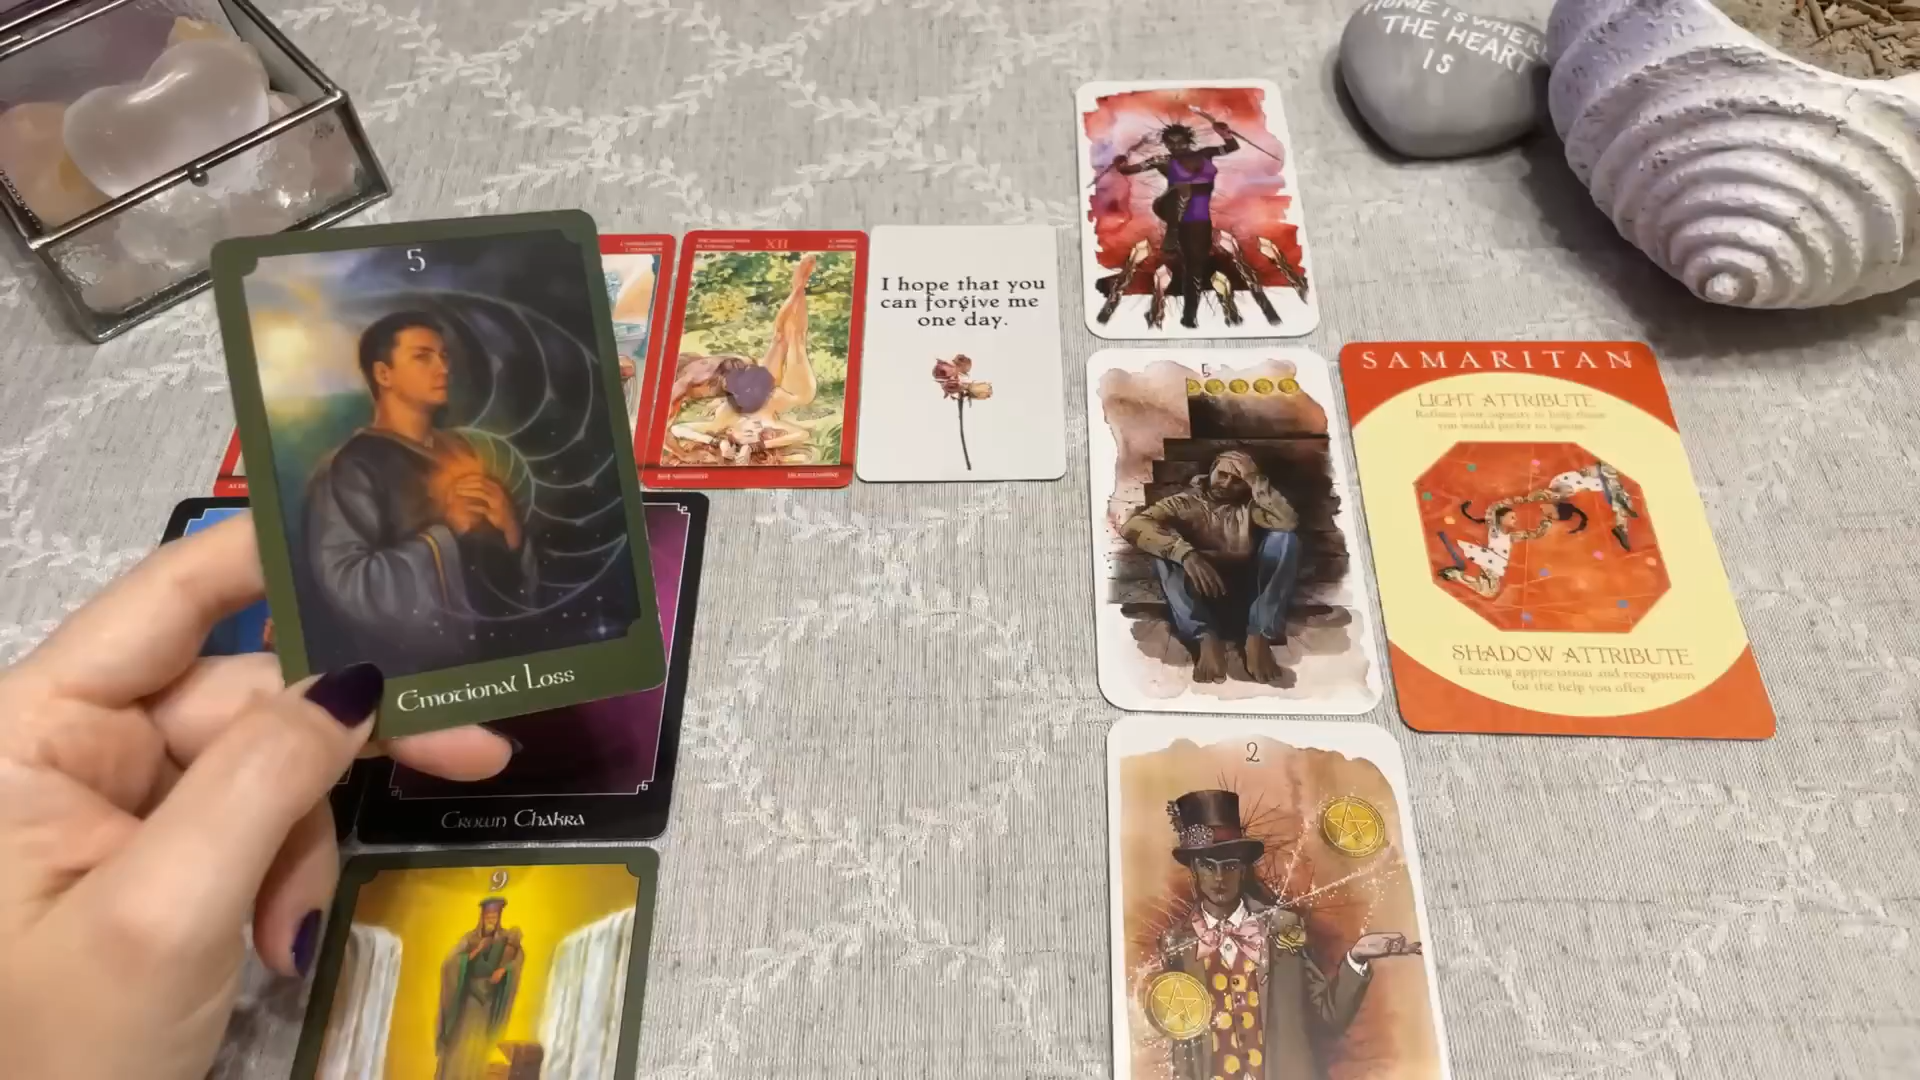 HOME IS WHERE
THE HEART
IS
5
Emotional Loss
XII
I hope that you
can forgive me
one day.
5
SAMARITAN
LIGHT ATTRIBUTE
Refines your capacity to help those
you would prefer to ignore.
SHADOW ATTRIBUTE
Exacting appreciation and recognition
for the help you offer
2
Crown Chakra
9